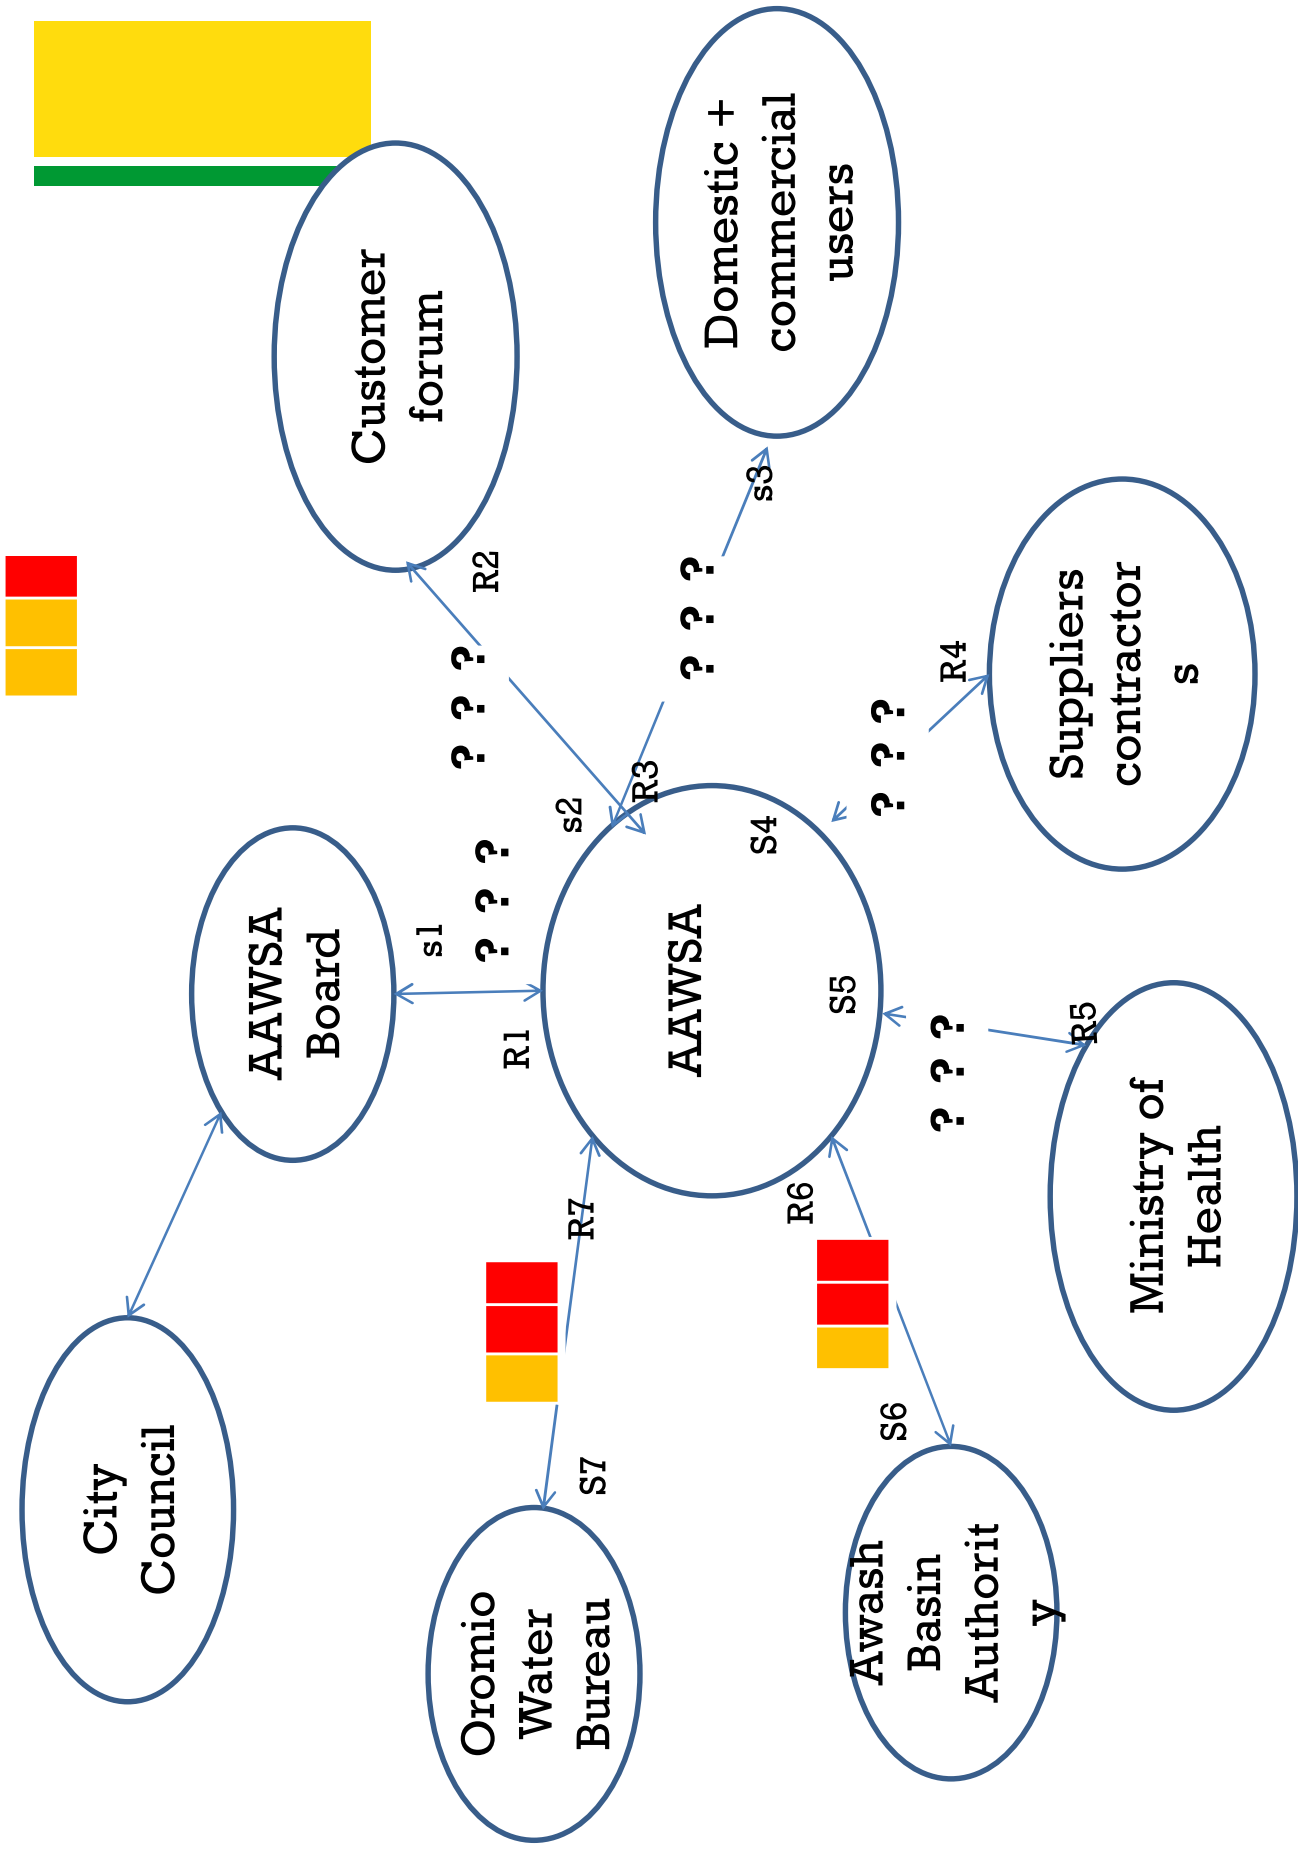 City
Council
AAWSA
Board
Customer
forum
s1
R1
? ? ?
? ? ?
R2
s2
Oromio
Water
Bureau
S7
R7
R3
? ? ?
s3
Domestic +
commercial
users
AAWSA
S4
S5
R6
S6
Awash
Basin
Authorit
y
? ? ?
R4
? ? ?
R5
Suppliers
contractor
s
Ministry of
Health